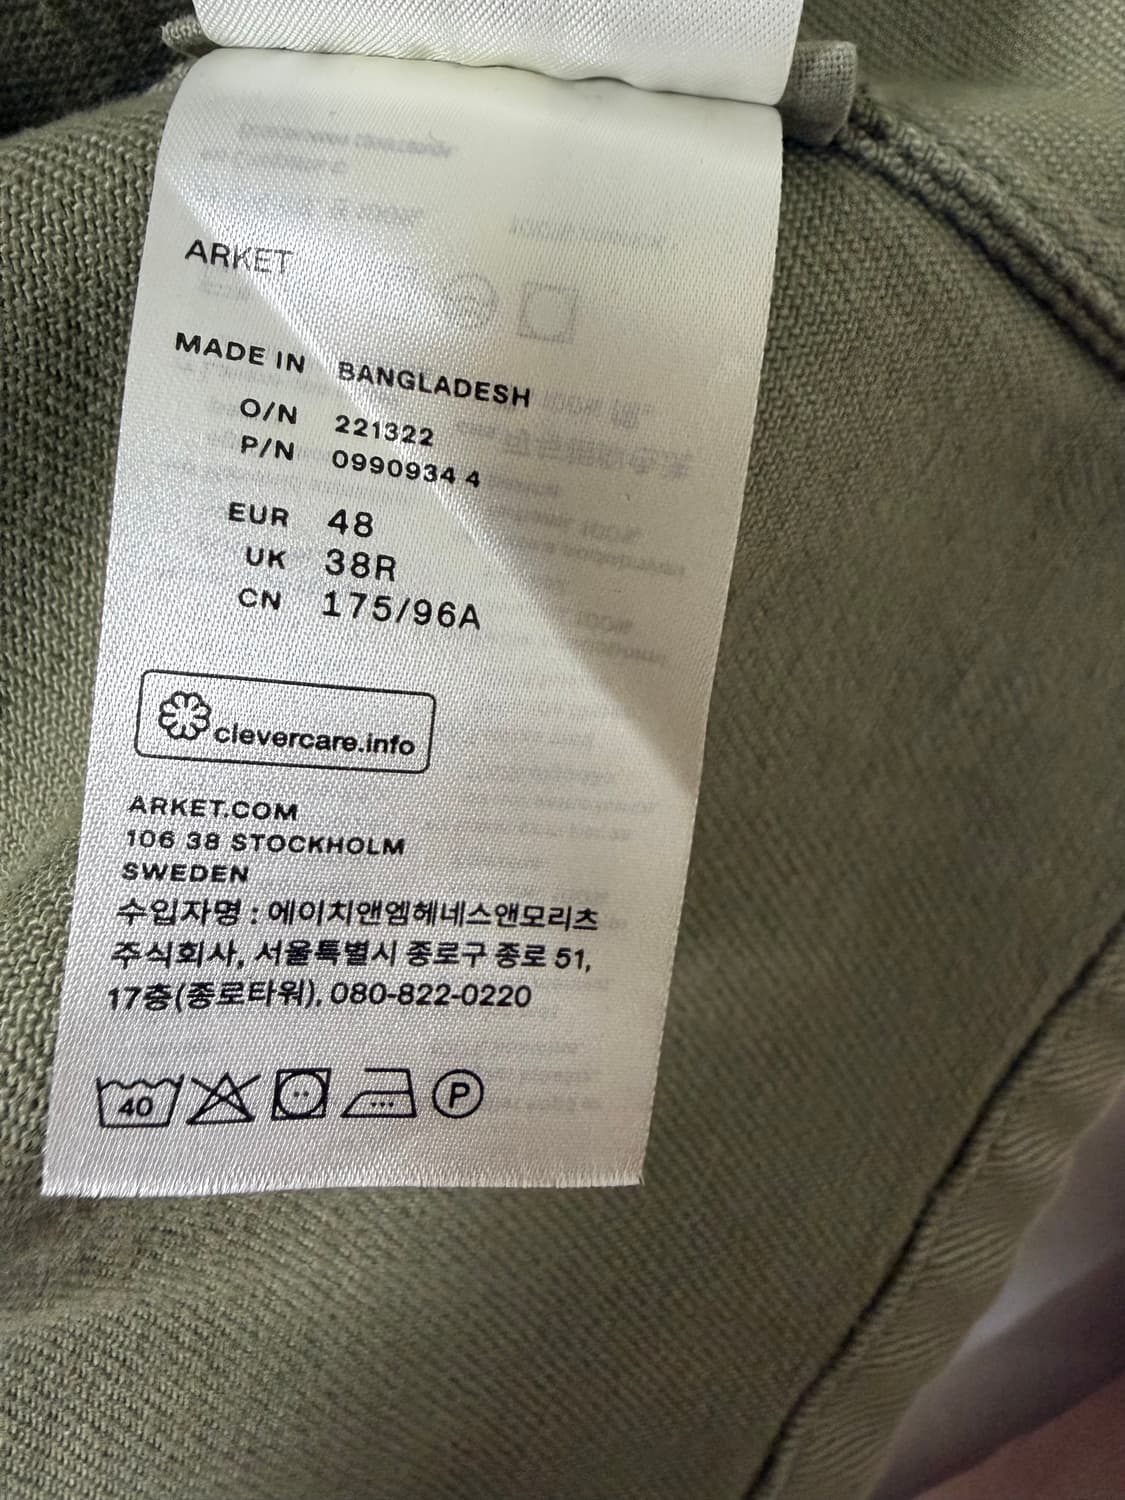 ARKET
MADE IN BANGLADESH
O/N 221322
P/N 0990934 4
EUR 48
UK 38R
CN 175/96A
clevercare.info
ARKET.COM
106 38 STOCKHOLM
SWEDEN
수입자명 : 에이치앤엠헤네스앤모리츠
주식회사, 서울특별시 종로구 종로 51,
17층(종로타워), 080-822-0220
40
P